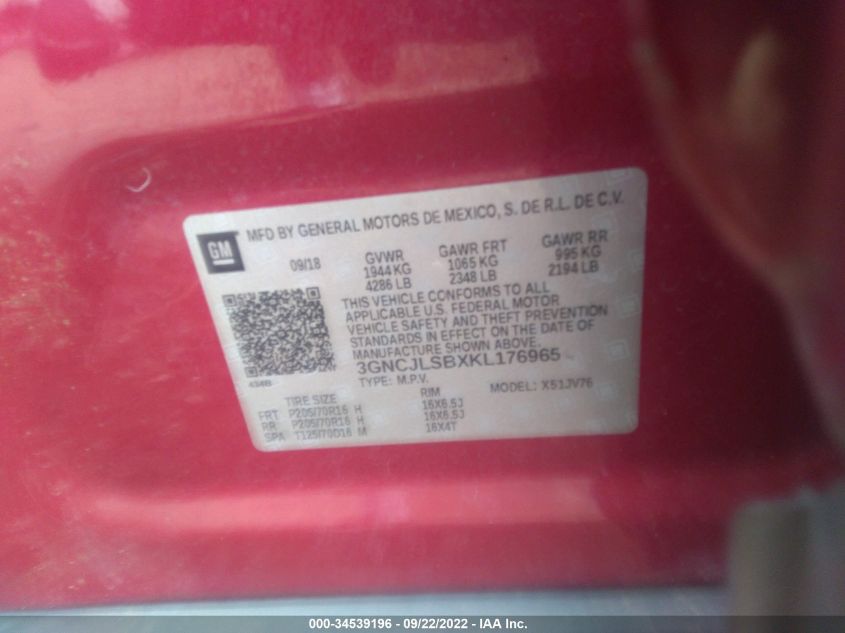 GM
MFD BY GENERAL MOTORS DE MEXICO, S. DE R.L. DE C.V.
09/18 GVWR GAWR FRT GAWR RR
1944 KG 1065 KG 995 KG
4286 LB 2348 LB 2194 LB
THIS VEHICLE CONFORMS TO ALL
APPLICABLE U.S. FEDERAL MOTOR
VEHICLE SAFETY AND THEFT PREVENTION
STANDARDS IN EFFECT ON THE DATE OF
MANUFACTURE SHOWN ABOVE.
3GNCJLSBXKL176965
434B
TYPE: M.P.V. MODEL: X51JV76
TIRE SIZE RIM
FRT P205/70R16 H 16X6.5J
RR P205/70R16 H 16X6.5J
SPA T125/70D16 M 16X4T
000-34539196 - 09/22/2022 - IAA Inc.